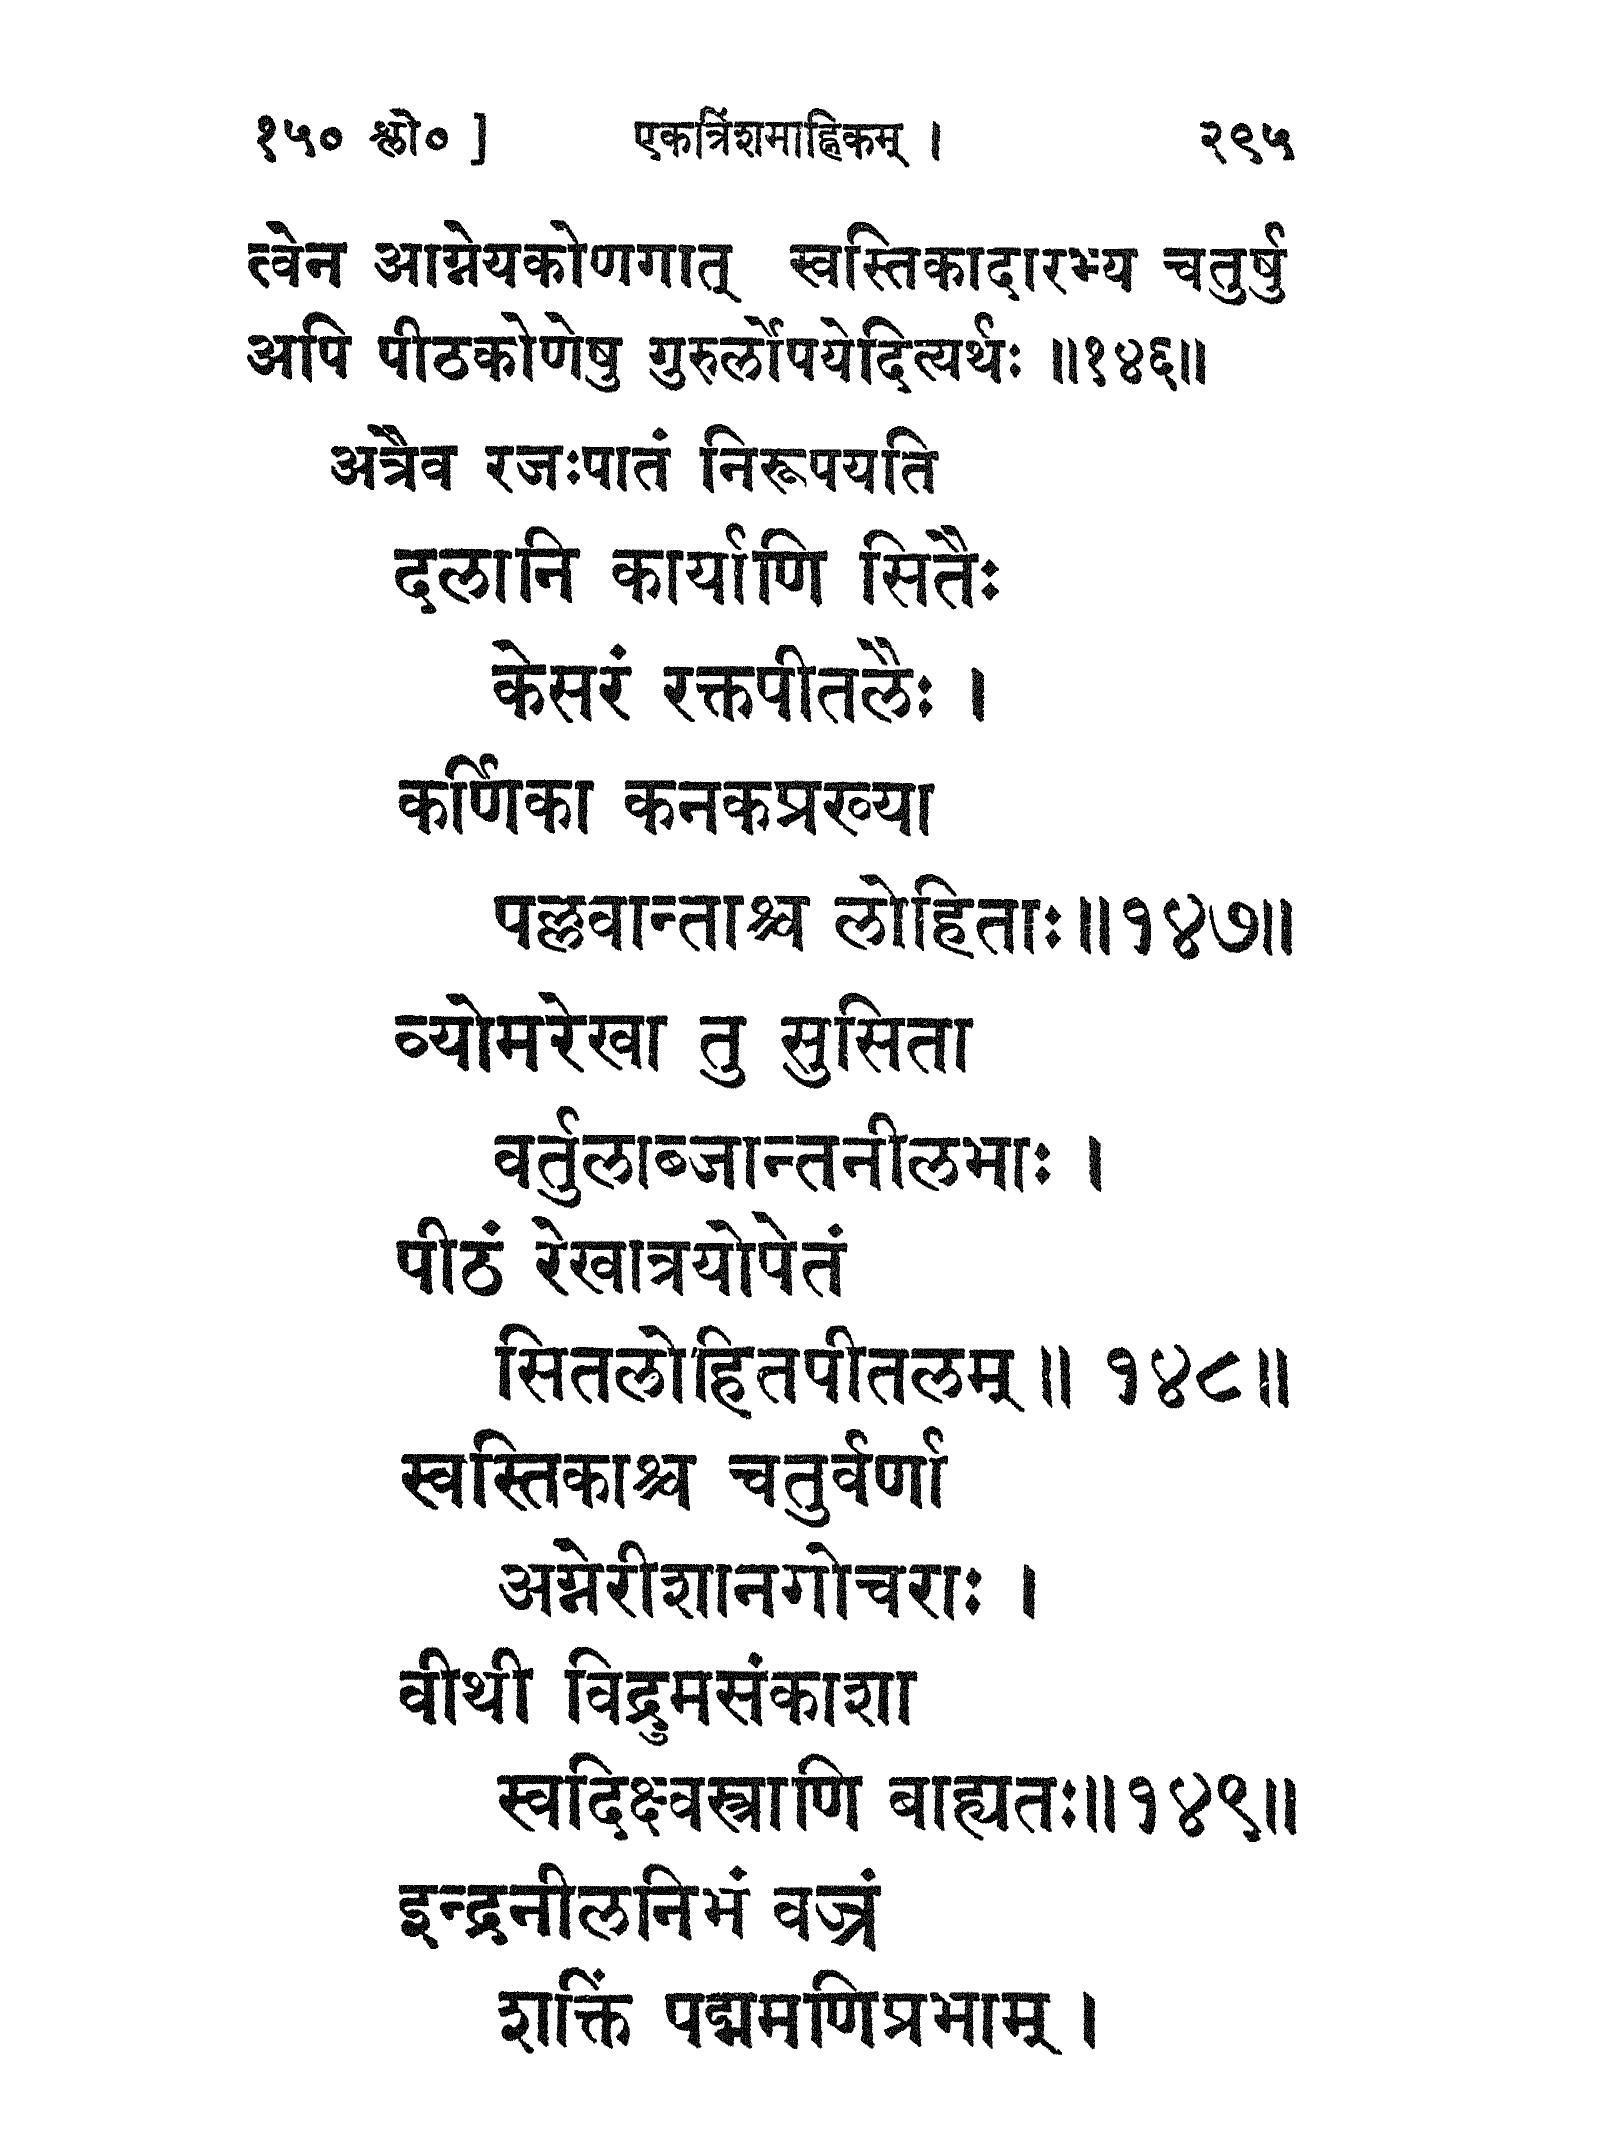 १५० श्लो० ] एकत्रिंशमाह्निकम् । २९५
त्वेन आग्नेयकोणगात् स्वस्तिकादारभ्य चतुर्षु
अपि पीठकोणेषु गुरुर्लोपयेदित्यर्थः ॥१४६॥
अत्रैव रजःपातं निरूपयति
दलानि कार्याणि सितैः
केसरं रक्तपीतलैः ।
कर्णिका कनकप्रख्या
पल्लवान्ताश्च लोहिताः॥१४७॥
व्योमरेखा तु सुसिता
वर्तुलाब्जान्तनीलभाः ।
पीठं रेखात्रयोपेतं
सितलोहितपीतलम् ॥ १४८॥
स्वस्तिकाश्च चतुर्वर्णा
अग्नेरीशानगोचराः ।
वीथी विद्रुमसंकाशा
स्वदिक्ष्वस्त्राणि बाह्यतः॥१४९॥
इन्द्रनीलनिभं वज्रं
शक्तिं पद्ममणिप्रभाम् ।